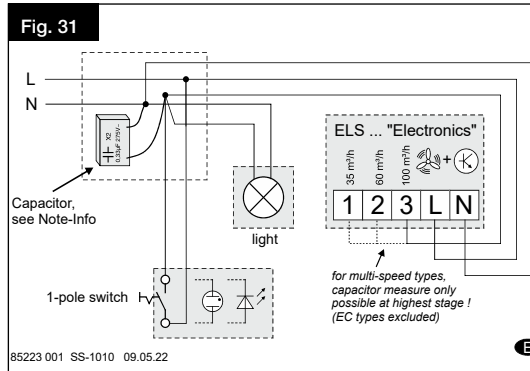 Fig. 31
L
N
X2
0.33µF 275V~
Capacitor,
see Note-Info
light
1-pole switch
ELS ... "Electronics"
35 m³/h
60 m³/h
100 m³/h
+
1 2 3 L N
for multi-speed types,
capacitor measure only
possible at highest stage !
(EC types excluded)
85223 001 SS-1010 09.05.22